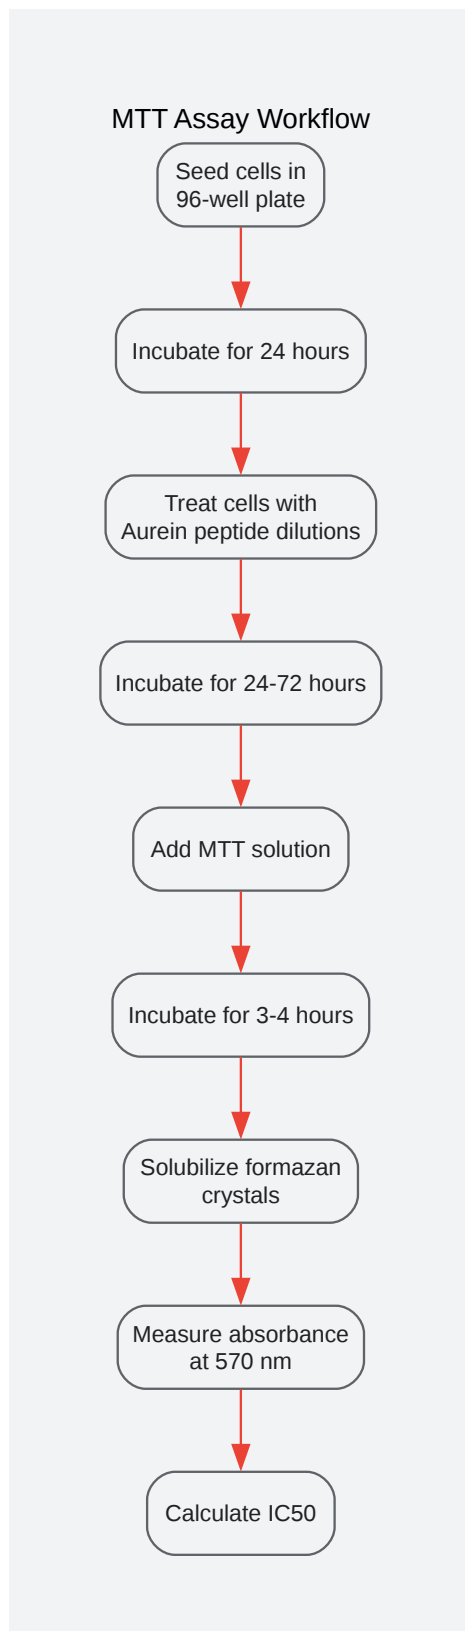 MTT Assay Workflow
Seed cells in
96-well plate
Incubate for 24 hours
Treat cells with
Aurein peptide dilutions
Incubate for 24-72 hours
Add MTT solution
Incubate for 3-4 hours
Solubilize formazan
crystals
Measure absorbance
at 570 nm
Calculate IC50